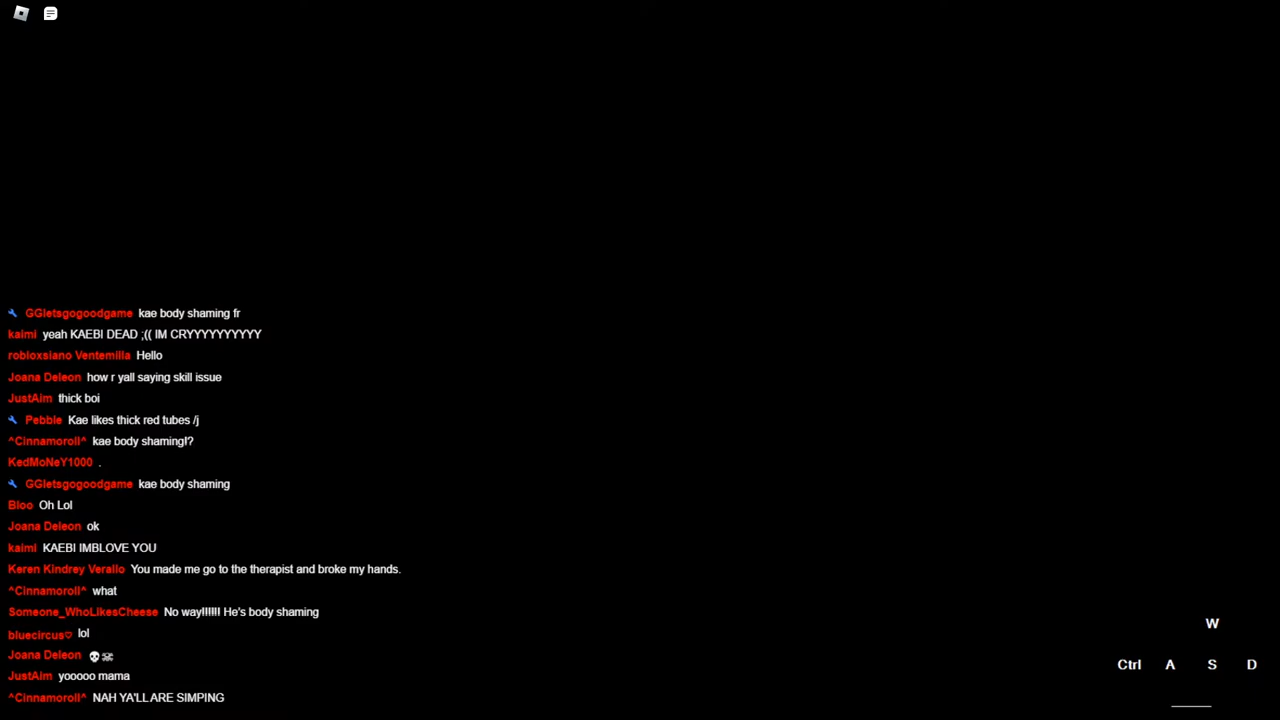 GGletsgogoodgame kae body shaming fr
kaimi yeah KAEBI DEAD ;(( IM CRYYYYYYYYYY
robloxsiano Ventemilla Hello
Joana Deleon how r yall saying skill issue
JustAim thick boi
Pebble Kae likes thick red tubes /j
^Cinnamoroll^ kae body shaming!?
KedMoNeY1000 .
GGletsgogoodgame kae body shaming
Bloo Oh Lol
Joana Deleon ok
kaimi KAEBI IMBLOVE YOU
Keren Kindrey Verallo You made me go to the therapist and broke my hands.
^Cinnamoroll^ what
Someone_WhoLikesCheese No way!!!!!! He's body shaming
bluecircus♡ lol
Joana Deleon 💀☠
JustAim yooooo mama
^Cinnamoroll^ NAH YA'LL ARE SIMPING
W
Ctrl A S D